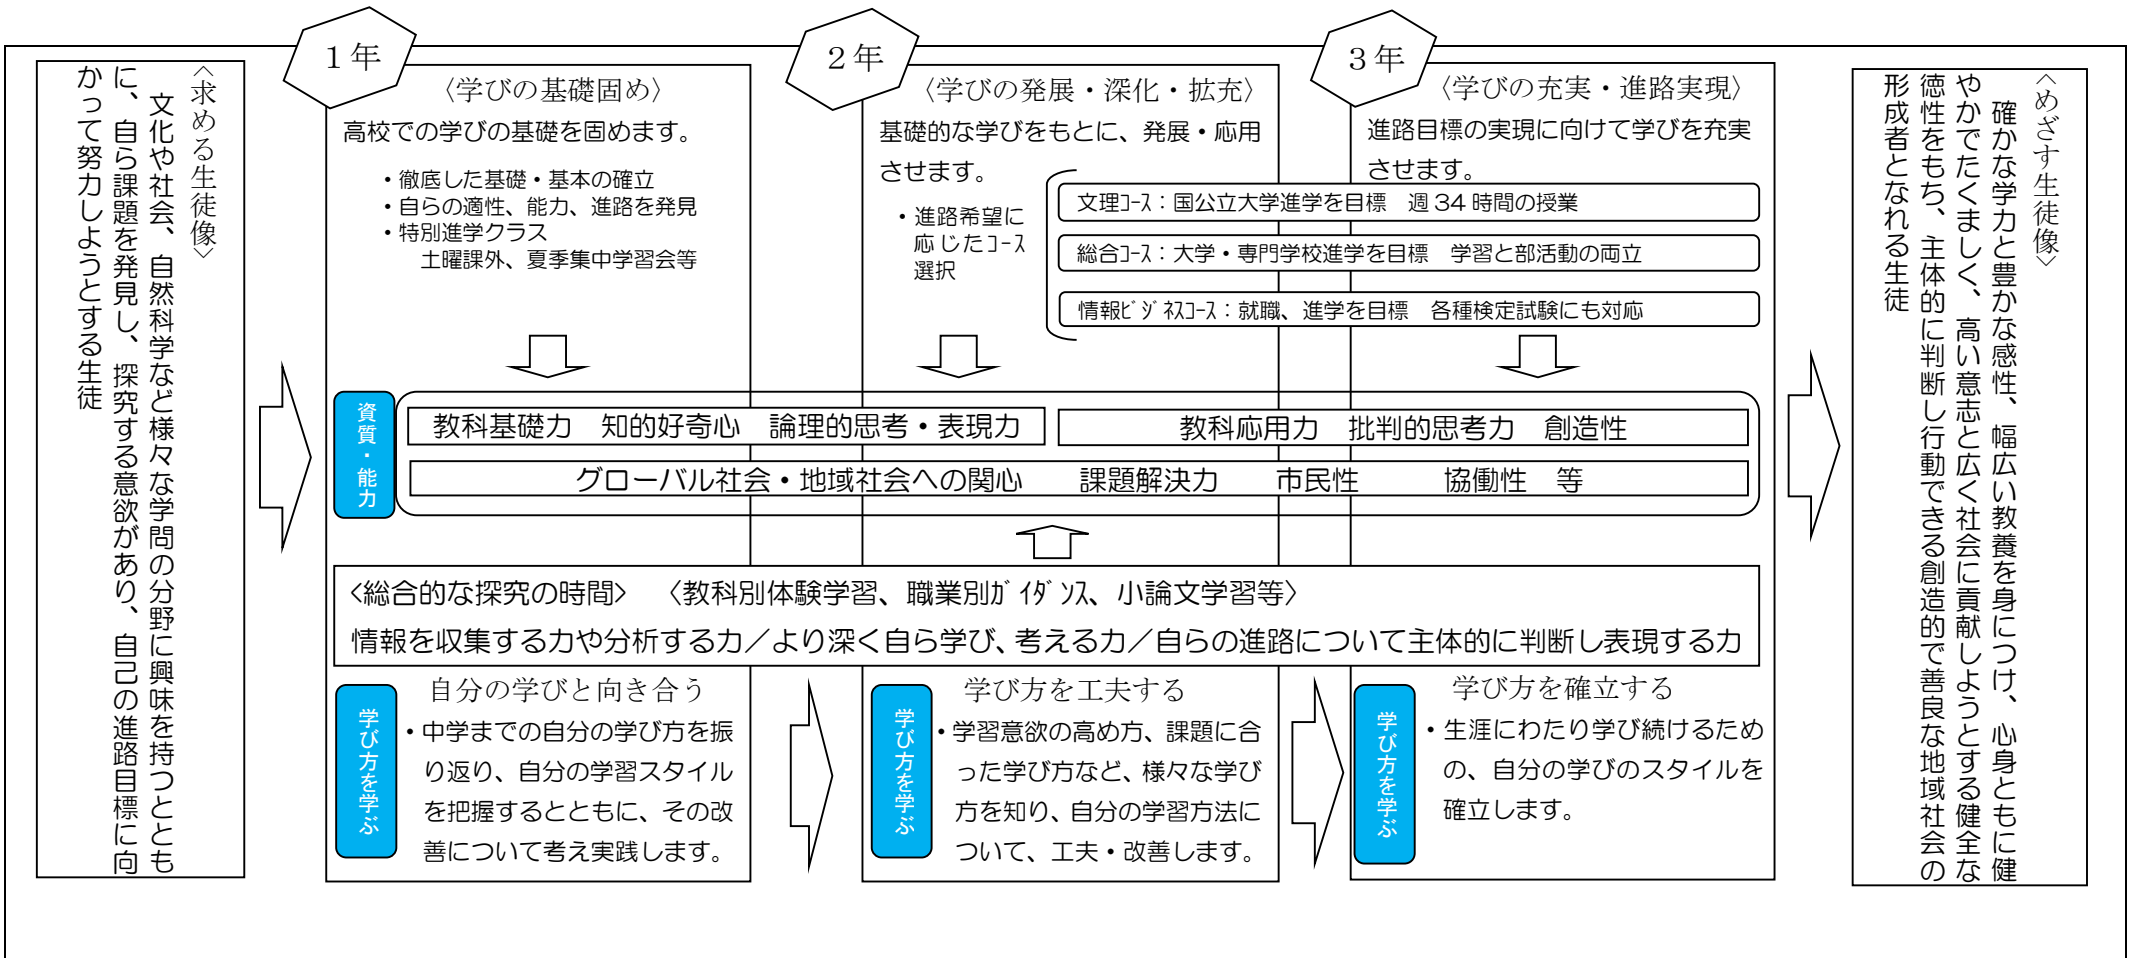 〈求める生徒像〉
文化や社会、自然科学など様々な学問の分野に興味を持つととも
に、自ら課題を発見し、探究する意欲があり、自己の進路目標に向
かって努力しようとする生徒
１年
〈学びの基礎固め〉
高校での学びの基礎を固めます。
・徹底した基礎・基本の確立
・自らの適性、能力、進路を発見
・特別進学クラス
土曜課外、夏季集中学習会等
２年
〈学びの発展・深化・拡充〉
基礎的な学びをもとに、発展・応用
させます。
・進路希望に
応じたｺｰｽ
選択
３年
〈学びの充実・進路実現〉
進路目標の実現に向けて学びを充実
させます。
文理ｺｰｽ：国公立大学進学を目標　週 34 時間の授業
総合ｺｰｽ：大学・専門学校進学を目標　学習と部活動の両立
情報ﾋﾞｼﾞﾈｽｺｰｽ：就職、進学を目標　各種検定試験にも対応
資質・能力
教科基礎力　知的好奇心　論理的思考・表現力
教科応用力　批判的思考力　創造性
グローバル社会・地域社会への関心　　課題解決力　　市民性　　　協働性　等
<総合的な探究の時間>　〈教科別体験学習、職業別ｶﾞｲﾀﾞﾝｽ、小論文学習等〉
情報を収集する力や分析する力／より深く自ら学び、考える力／自らの進路について主体的に判断し表現する力
学び方を学ぶ
自分の学びと向き合う
・中学までの自分の学び方を振
り返り、自分の学習スタイル
を把握するとともに、その改
善について考え実践します。
学び方を学ぶ
学び方を工夫する
・学習意欲の高め方、課題に合
った学び方など、様々な学び
方を知り、自分の学習方法に
ついて、工夫・改善します。
学び方を学ぶ
学び方を確立する
・生涯にわたり学び続けるため
の、自分の学びのスタイルを
確立します。
〈めざす生徒像〉
確かな学力と豊かな感性、幅広い教養を身につけ、心身ともに健
やかでたくましく、高い意志と広く社会に貢献しようとする健全な
徳性をもち、主体的に判断し行動できる創造的で善良な地域社会の
形成者となれる生徒